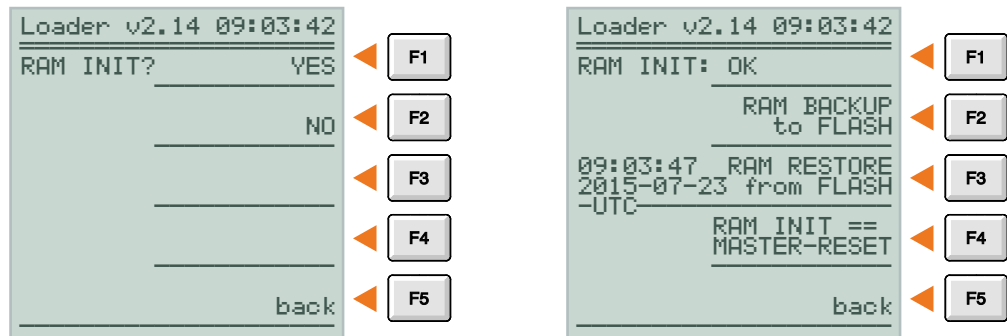 Loader v2.14 09:03:42
RAM INIT? YES
F1
NO
F2
F3
F4
back
F5
Loader v2.14 09:03:42
RAM INIT: OK
F1
RAM BACKUP
to FLASH
F2
09:03:47 RAM RESTORE
2015-07-23 from FLASH
-UTC
F3
RAM INIT ==
MASTER-RESET
F4
back
F5